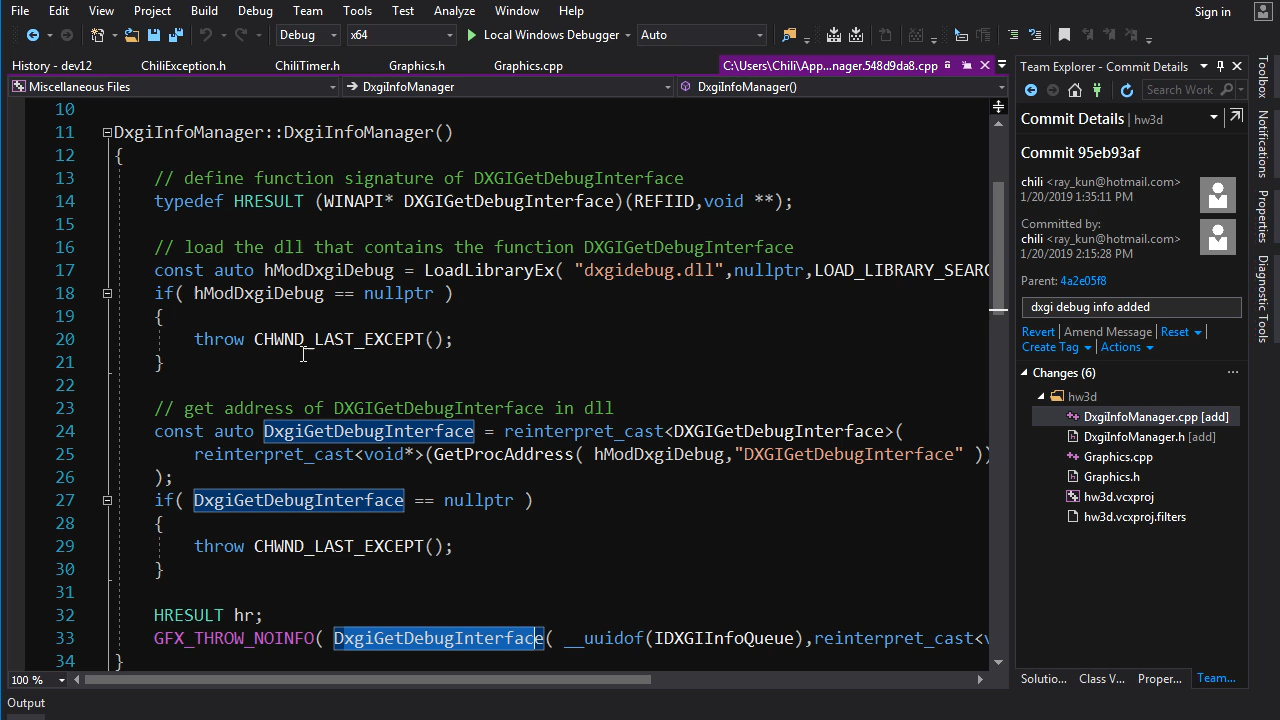 File Edit View Project Build Debug Team Tools Test Analyze Window Help Sign in
Debug x64 Local Windows Debugger Auto
History - dev12 ChiliException.h ChiliTimer.h Graphics.h Graphics.cpp C:\Users\Chili\App...nager.548d9da8.cpp
Miscellaneous Files DxgiInfoManager DxgiInfoManager()
10
11 DxgiInfoManager::DxgiInfoManager()
12 {
13 // define function signature of DXGIGetDebugInterface
14 typedef HRESULT (WINAPI* DXGIGetDebugInterface)(REFIID,void **);
15
16 // load the dll that contains the function DXGIGetDebugInterface
17 const auto hModDxgiDebug = LoadLibraryEx( "dxgidebug.dll",nullptr,LOAD_LIBRARY_SEARC
18 if( hModDxgiDebug == nullptr )
19 {
20 throw CHWND_LAST_EXCEPT();
21 }
22
23 // get address of DXGIGetDebugInterface in dll
24 const auto DxgiGetDebugInterface = reinterpret_cast<DXGIGetDebugInterface>(
25 reinterpret_cast<void*>(GetProcAddress( hModDxgiDebug,"DXGIGetDebugInterface" ))
26 );
27 if( DxgiGetDebugInterface == nullptr )
28 {
29 throw CHWND_LAST_EXCEPT();
30 }
31
32 HRESULT hr;
33 GFX_THROW_NOINFO( DxgiGetDebugInterface( __uuidof(IDXGIInfoQueue),reinterpret_cast<v
34 }
100 %
Output
Team Explorer - Commit Details
Search Work
Commit Details | hw3d
Commit 95eb93af
chili <ray_kun@hotmail.com>
1/20/2019 1:35:11 PM
Committed by:
chili <ray_kun@hotmail.com>
1/20/2019 2:15:28 PM
Parent: 4a2e05f8
dxgi debug info added
Revert | Amend Message | Reset |
Create Tag | Actions
Changes (6) ...
hw3d
DxgiInfoManager.cpp [add]
DxgiInfoManager.h [add]
Graphics.cpp
Graphics.h
hw3d.vcxproj
hw3d.vcxproj.filters
Solutio... Class V... Proper... Team...
Toolbox
Notifications
Properties
Diagnostic Tools